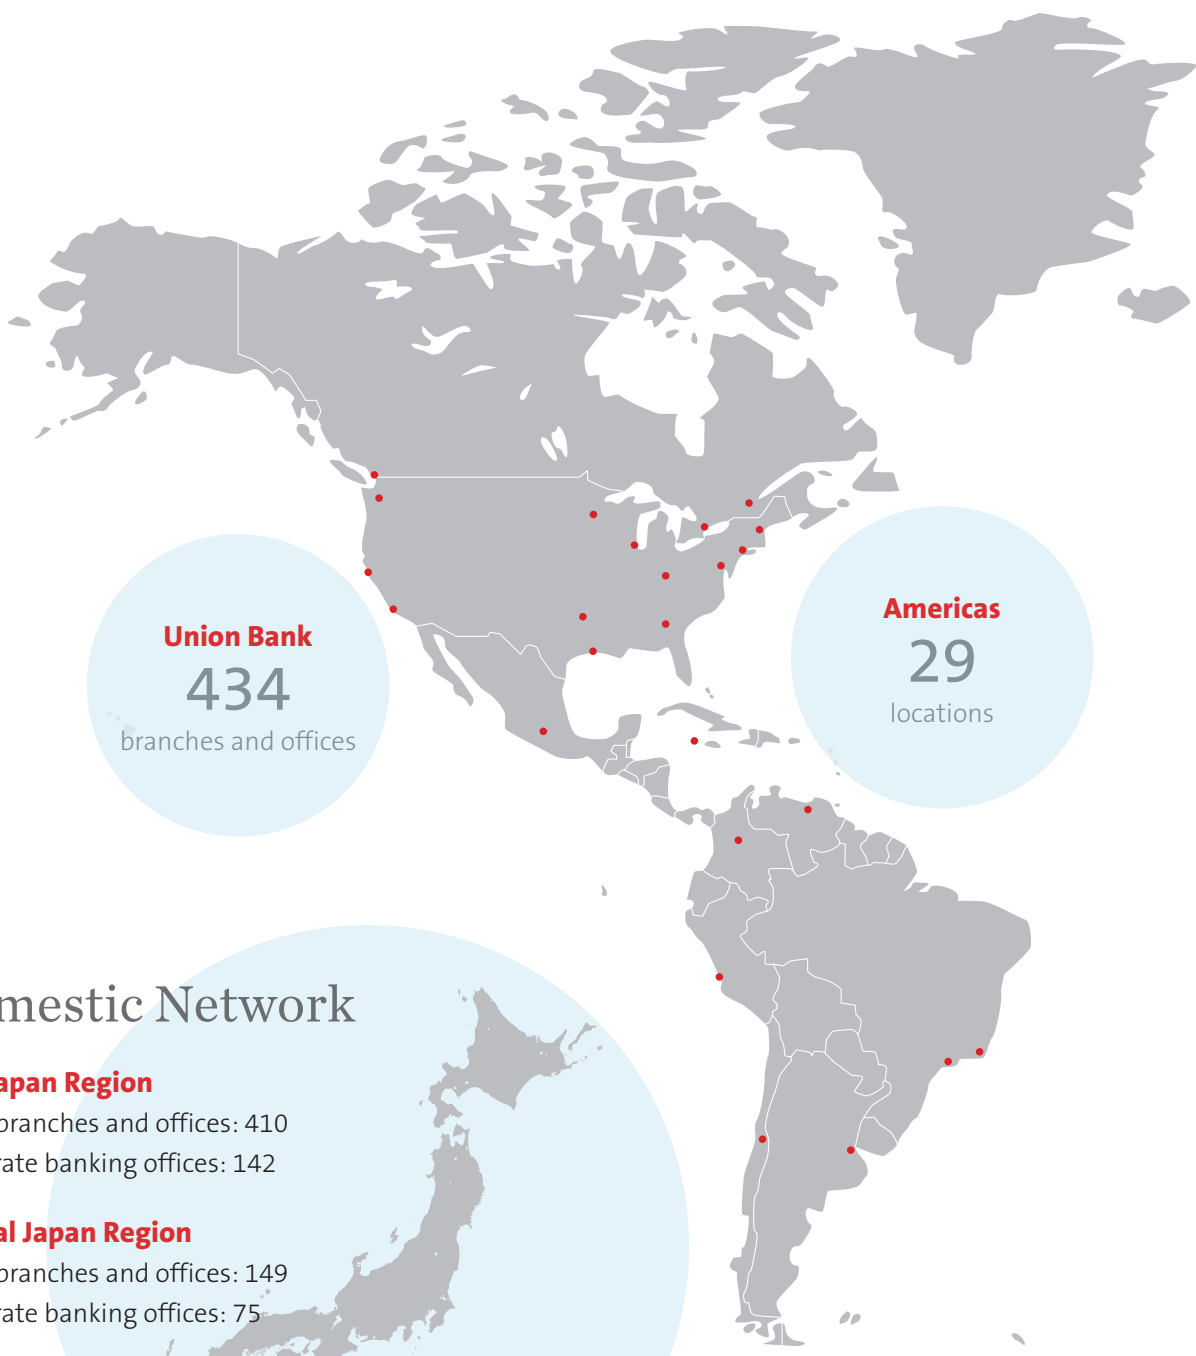 Union Bank
434
branches and offices
Americas
29
locations
mestic Network
apan Region
branches and offices: 410
rate banking offices: 142
al Japan Region
branches and offices: 149
rate banking offices: 75